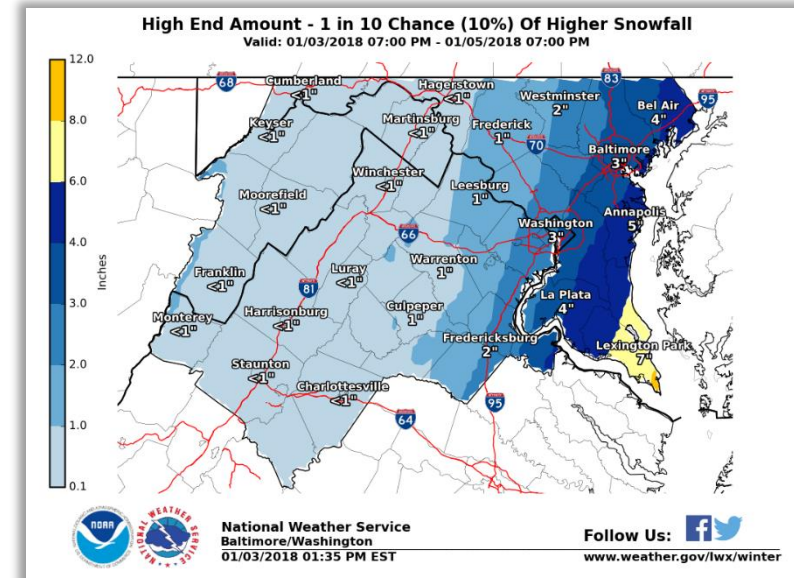 High End Amount - 1 in 10 Chance (10%) Of Higher Snowfall
Valid: 01/03/2018 07:00 PM - 01/05/2018 07:00 PM
12.0
8.0
6.0
4.0
3.0
2.0
1.0
0.1
Inches
68
83
95
70
66
81
64
95
Cumberland
<1"
Hagerstown
<1"
Westminster
2"
Bel Air
4"
Keyser
<1"
Martinsburg
<1"
Frederick
1"
Baltimore
3"
Winchester
<1"
Leesburg
1"
Moorefield
<1"
Washington
3"
Annapolis
5"
Franklin
<1"
Luray
<1"
Warrenton
1"
La Plata
4"
Monterey
<1"
Harrisonburg
<1"
Culpeper
1"
Fredericksburg
2"
Lexington Park
7"
Staunton
<1"
Charlottesville
<1"
NOAA
NATIONAL WEATHER SERVICE
National Weather Service
Baltimore/Washington
01/03/2018 01:35 PM EST
Follow Us:
www.weather.gov/lwx/winter